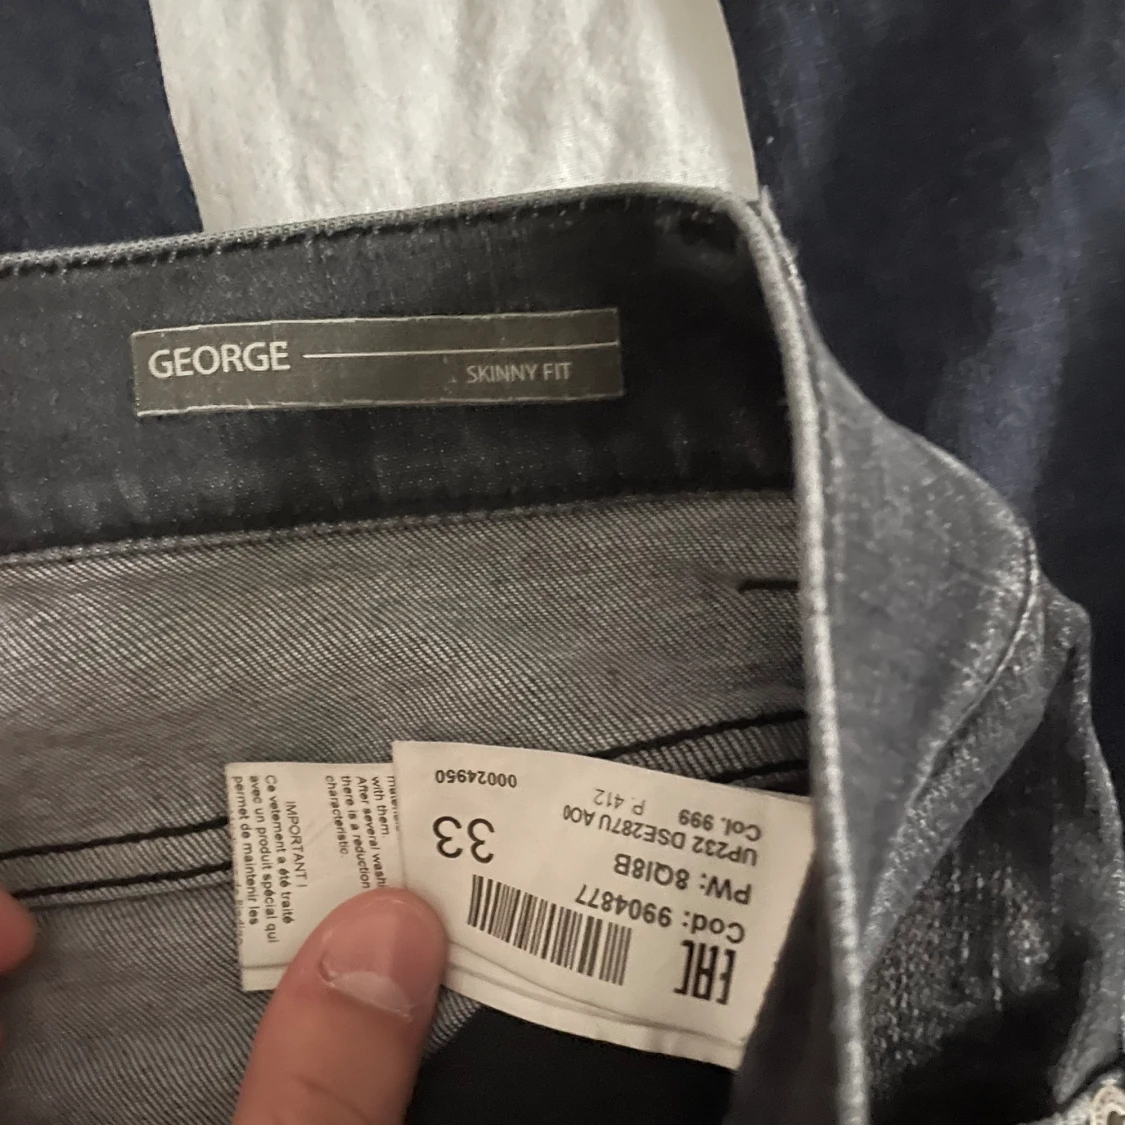 GEORGE
SKINNY FIT
Cod: 9904877
PW: 8QI8B
UP232 DSE287U A00
Col. 999
P. 412
33
00024950
EAC
with them.
After several wash
there is a reduction
characteristic.
IMPORTANT !
Ce vetement a été traité
avec un produit spécial qui
permet de maintenir les